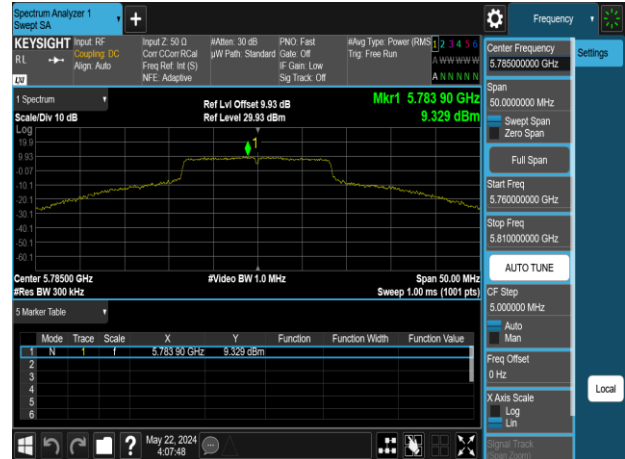 Spectrum Analyzer 1
Swept SA
+
Frequency
KEYSIGHT
RL
LXI
Input: RF
Coupling: DC
Align: Auto
Input Z: 50 Ω
Corr CCorr RCal
Freq Ref: Int (S)
NFE: Adaptive
#Atten: 30 dB
µW Path: Standard
PNO: Fast
Gate: Off
IF Gain: Low
Sig Track: Off
#Avg Type: Power (RMS
Trig: Free Run
1 2 3 4 5 6
A W W W W W
A N N N N N
1 Spectrum
Scale/Div 10 dB
Ref Lvl Offset 9.93 dB
Ref Level 29.93 dBm
Mkr1 5.783 90 GHz
9.329 dBm
Log
19.9
9.93
-0.07
-10.1
-20.1
-30.1
-40.1
-50.1
-60.1
1
Center 5.78500 GHz
#Res BW 300 kHz
#Video BW 1.0 MHz
Span 50.00 MHz
Sweep 1.00 ms (1001 pts)
5 Marker Table
Mode Trace Scale X Y Function Function Width Function Value
1 N 1 f 5.783 90 GHz 9.329 dBm
2
3
4
5
6
?
May 22, 2024
4:07:48
Center Frequency
5.785000000 GHz
Span
50.0000000 MHz
Swept Span
Zero Span
Full Span
Start Freq
5.760000000 GHz
Stop Freq
5.810000000 GHz
AUTO TUNE
CF Step
5.000000 MHz
Auto
Man
Freq Offset
0 Hz
X Axis Scale
Log
Lin
Signal Track
(Span Zoom)
Settings
Local